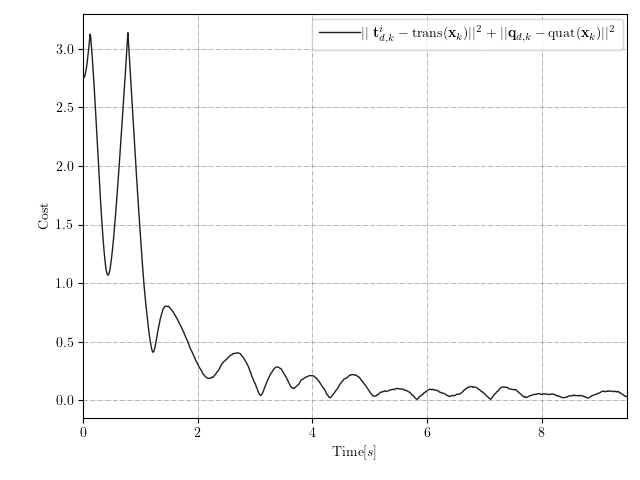 || t^i_{d,k} − trans(x_k)||^2 + ||q_{d,k} − quat(x_k)||^2
3.0
2.5
2.0
1.5
1.0
0.5
0.0
Cost
0 2 4 6 8
Time[s]